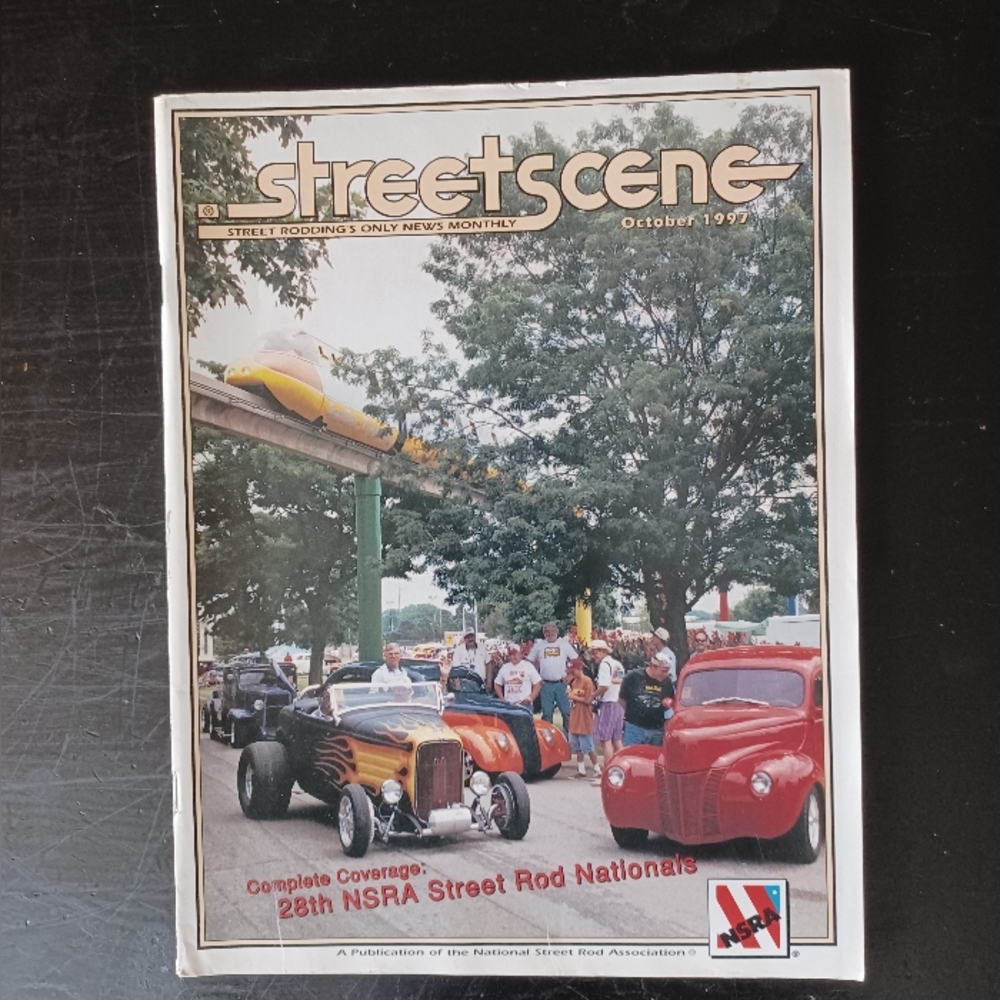 streetscene
® STREET RODDING'S ONLY NEWS MONTHLY
October 1997
Complete Coverage:
28th NSRA Street Rod Nationals
NSRA ®
A Publication of the National Street Rod Association ®